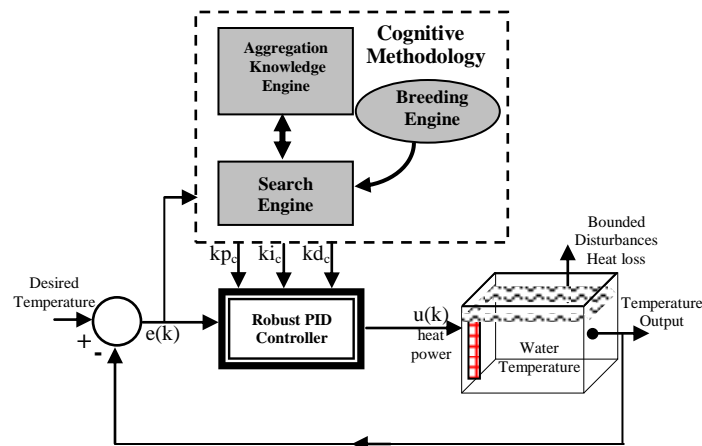 Cognitive
Methodology
Aggregation
Knowledge
Engine
Breeding
Engine
Search
Engine
kpc kic kdc
Bounded
Disturbances
Heat loss
Desired
Temperature
+
-
e(k)
Robust PID
Controller
u(k)
heat
power
Water
Temperature
Temperature
Output